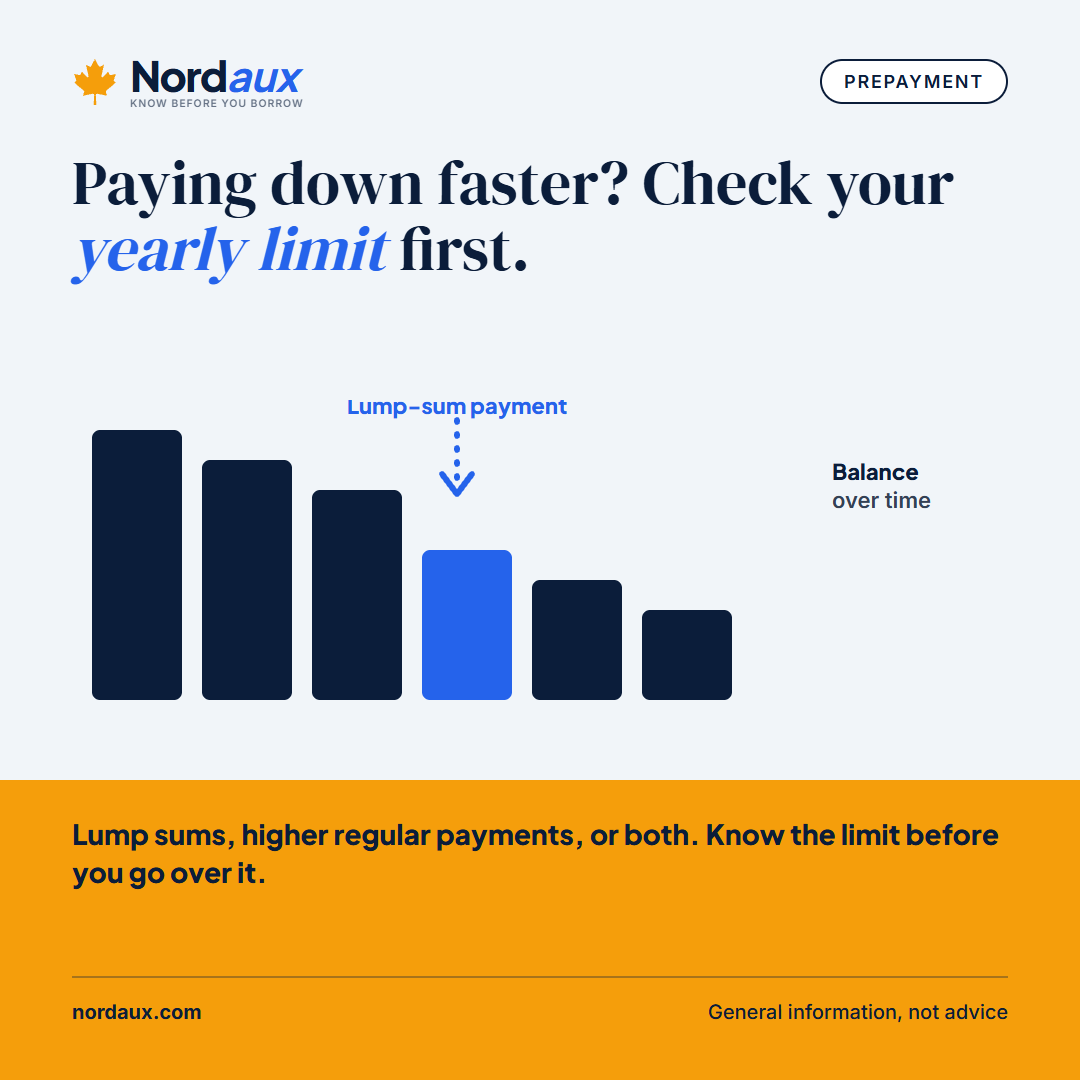 Nordaux
KNOW BEFORE YOU BORROW
PREPAYMENT
Paying down faster? Check your
yearly limit first.
Lump-sum payment
Balance
over time
Lump sums, higher regular payments, or both. Know the limit before
you go over it.
nordaux.com
General information, not advice